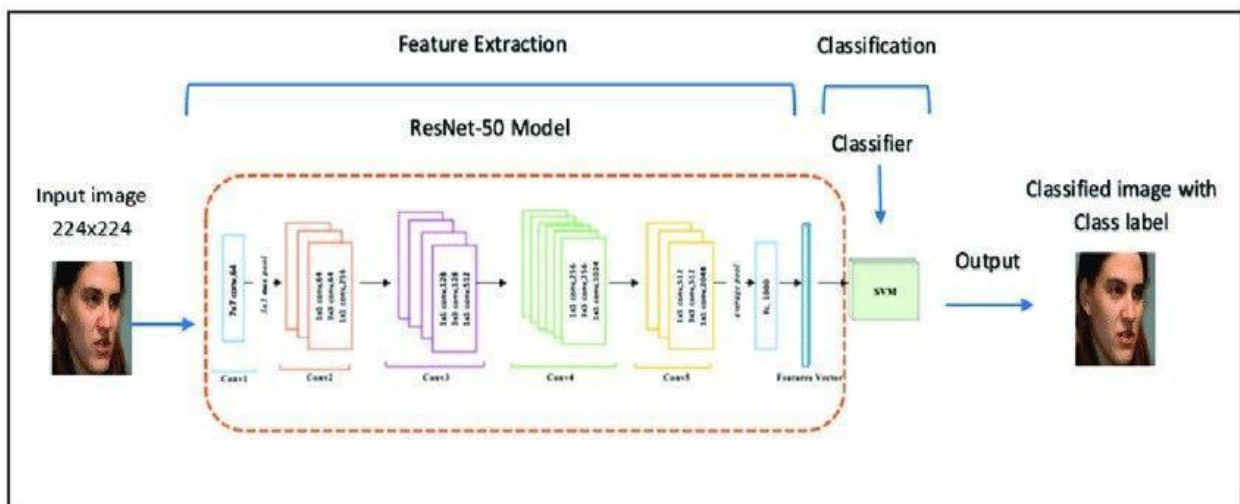 Feature Extraction
Classification
ResNet-50 Model
Classifier
Input image
224x224
Classified image with
Class label
Output
7x7 conv,64
3x3 max pool
1x1 conv,64
3x3 conv,64
1x1 conv,256
1x1 conv,128
3x3 conv,128
1x1 conv,512
1x1 conv,256
3x3 conv,256
1x1 conv,1024
1x1 conv,512
3x3 conv,512
1x1 conv,2048
average pool
fc, 1000
SVM
Conv1
Conv2
Conv3
Conv4
Conv5
Features Vector